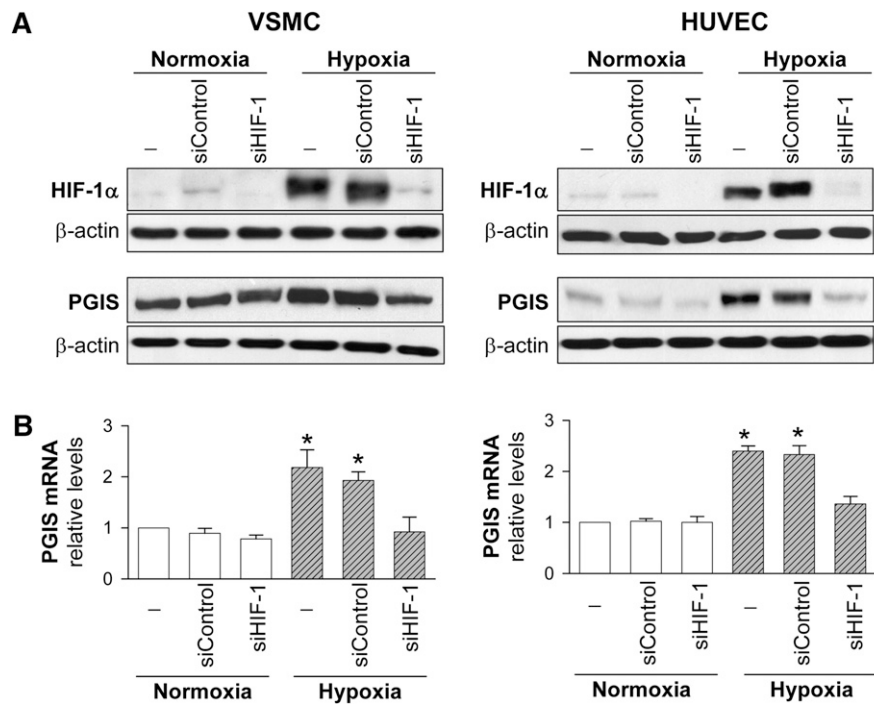 A
VSMC
HUVEC
Normoxia Hypoxia
Normoxia Hypoxia
– siControl siHIF-1 – siControl siHIF-1
– siControl siHIF-1 – siControl siHIF-1
HIF-1α
HIF-1α
β-actin
β-actin
PGIS
PGIS
β-actin
β-actin
B
PGIS mRNA
relative levels
3
2
1
0
* *
– siControl siHIF-1 – siControl siHIF-1
Normoxia Hypoxia
PGIS mRNA
relative levels
3
2
1
0
* *
– siControl siHIF-1 – siControl siHIF-1
Normoxia Hypoxia